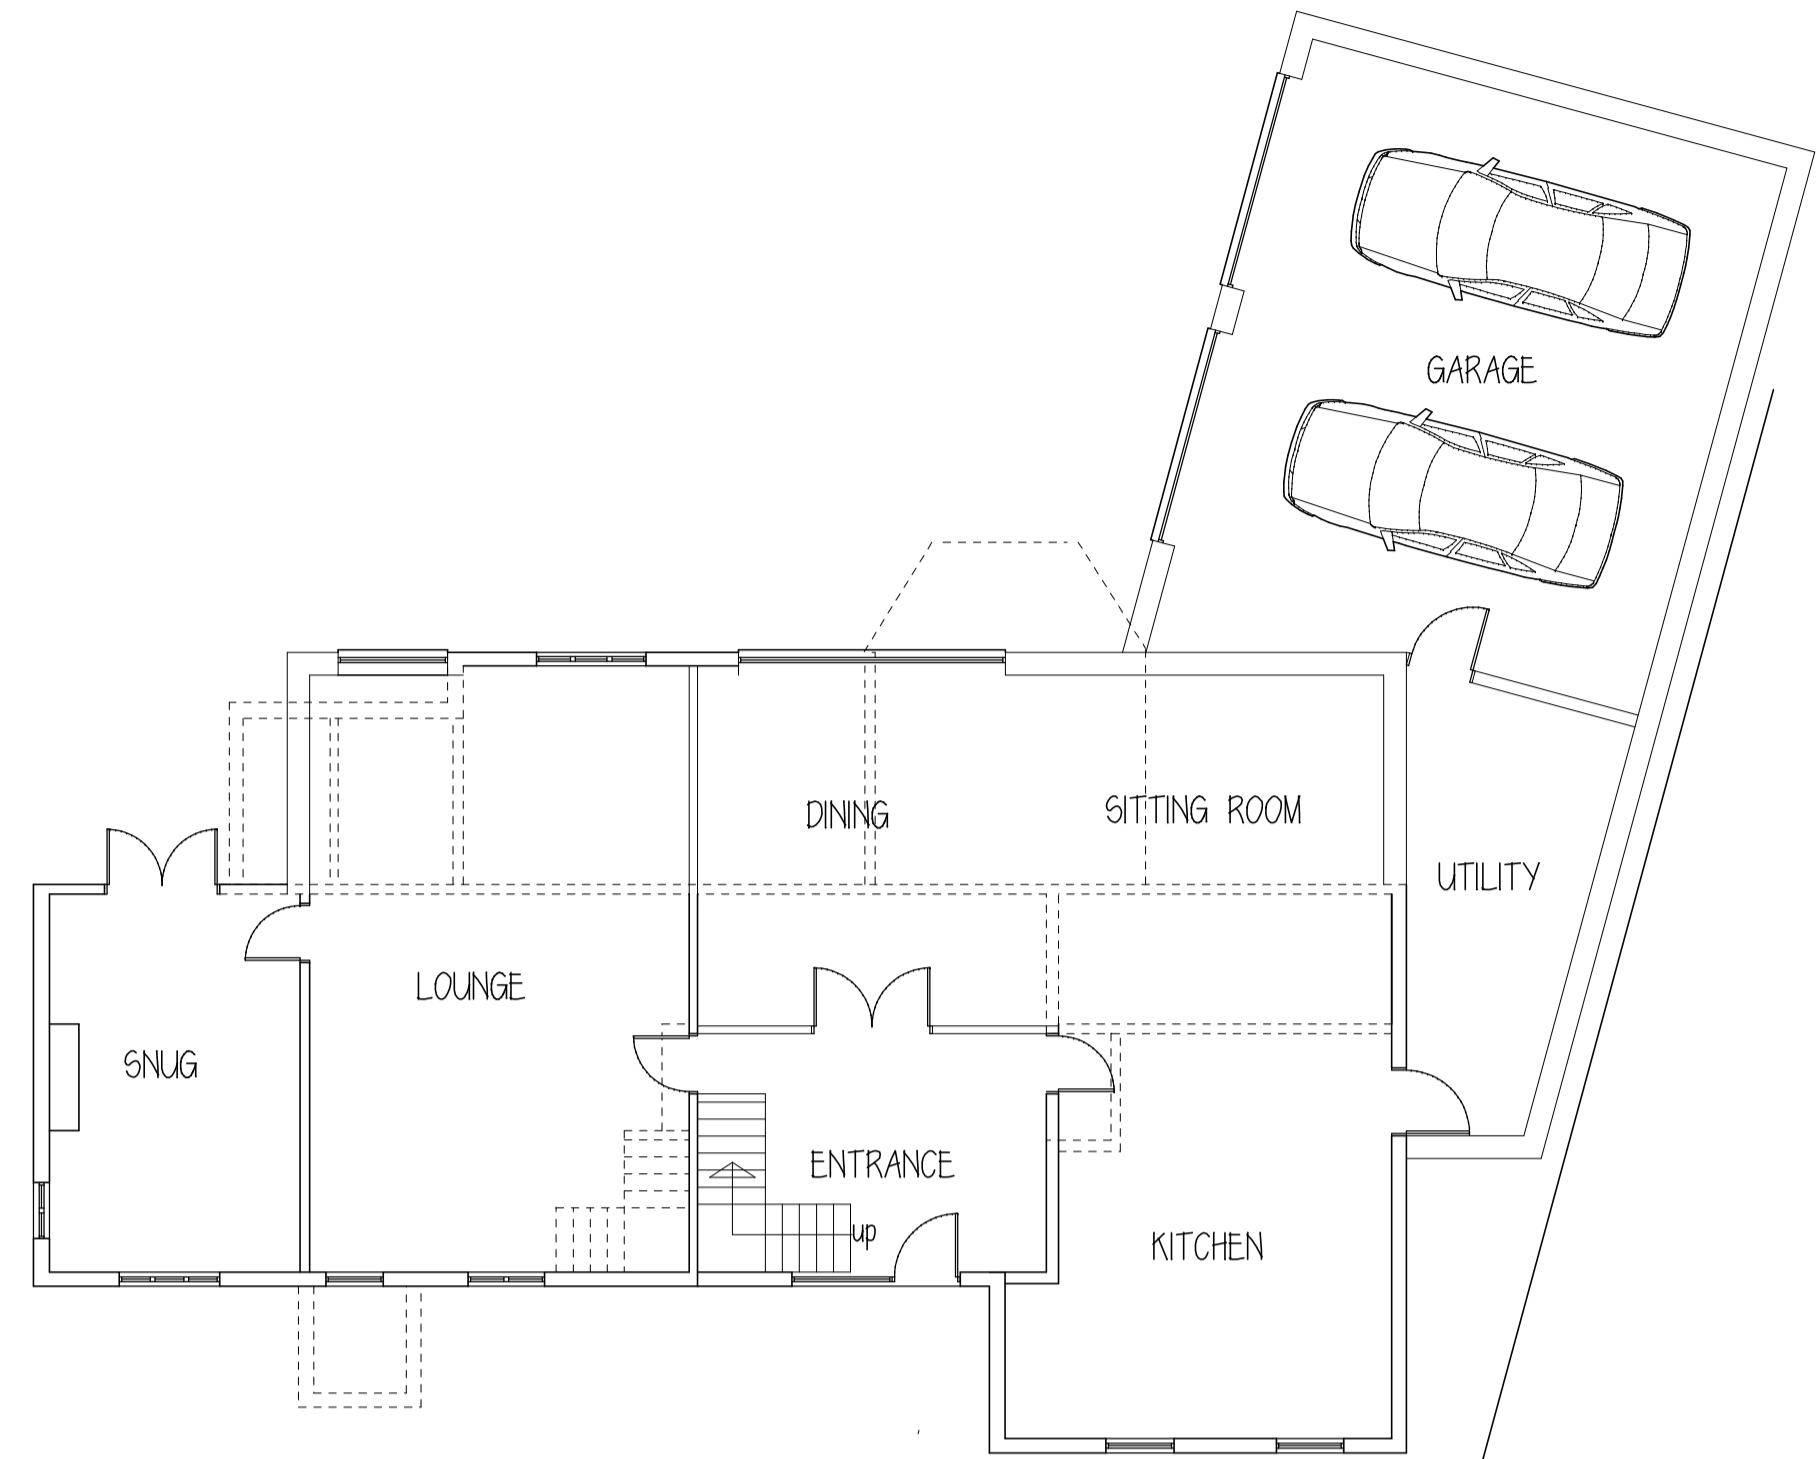 GARAGE
DINING
SITTING ROOM
UTILITY
LOUNGE
SNUG
ENTRANCE
up
KITCHEN